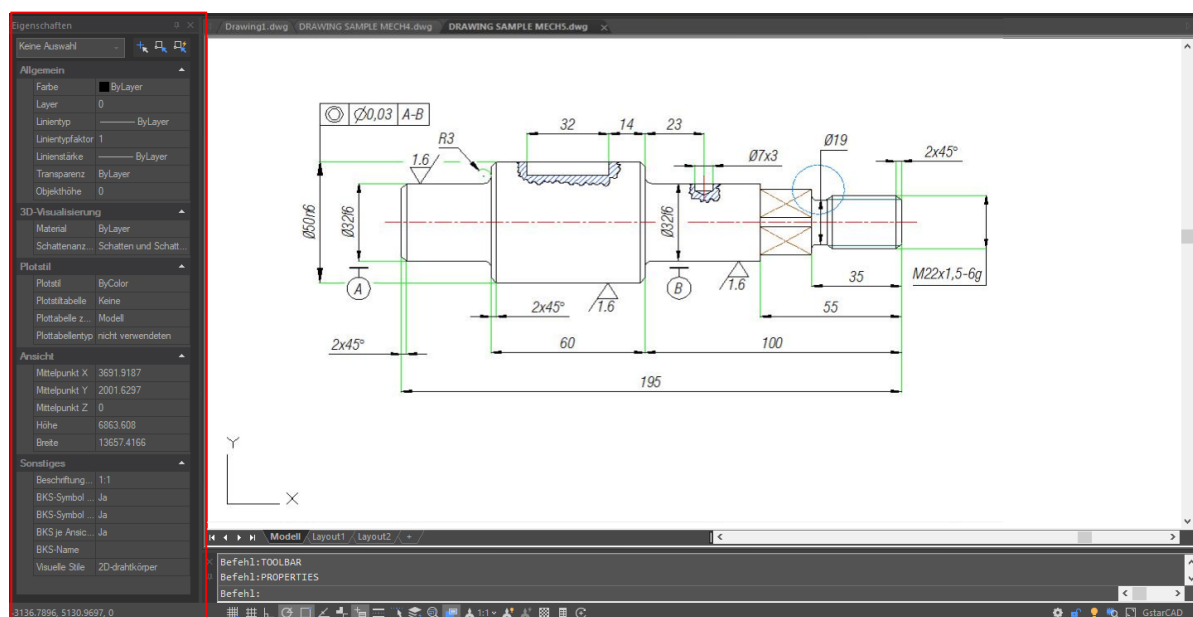 Eigenschaften
Keine Auswahl
Allgemein
Farbe ByLayer
Layer 0
Linientyp ByLayer
Linientypfaktor 1
Linienstärke ByLayer
Transparenz ByLayer
Objekthöhe 0
3D-Visualisierung
Material ByLayer
Schattenanz... Schatten und Schatt...
Plotstil
Plotstil ByColor
Plotstiltabelle Keine
Plottabelle z... Modell
Plottabellentyp nicht verwendeten
Ansicht
Mittelpunkt X 3691.9187
Mittelpunkt Y 2001.6297
Mittelpunkt Z 0
Höhe 6863.608
Breite 13657.4166
Sonstiges
Beschriftung... 1:1
BKS-Symbol ... Ja
BKS-Symbol ... Ja
BKS je Ansic... Ja
BKS-Name
Visuelle Stile 2D-drahtkörper
-3136.7896, 5130.9697, 0
Drawing1.dwg DRAWING SAMPLE MECH4.dwg DRAWING SAMPLE MECH5.dwg
Ø0,03 A-B
R3
1.6
32 14 23
Ø7x3
Ø19
2x45°
Ø50n6
Ø32f6
Ø32f6
A
B
1.6
1.6
2x45°
2x45°
M22x1,5-6g
35
55
60
100
195
Y
X
Modell Layout1 Layout2 +
Befehl:TOOLBAR
Befehl:PROPERTIES
Befehl:
1:1
GstarCAD